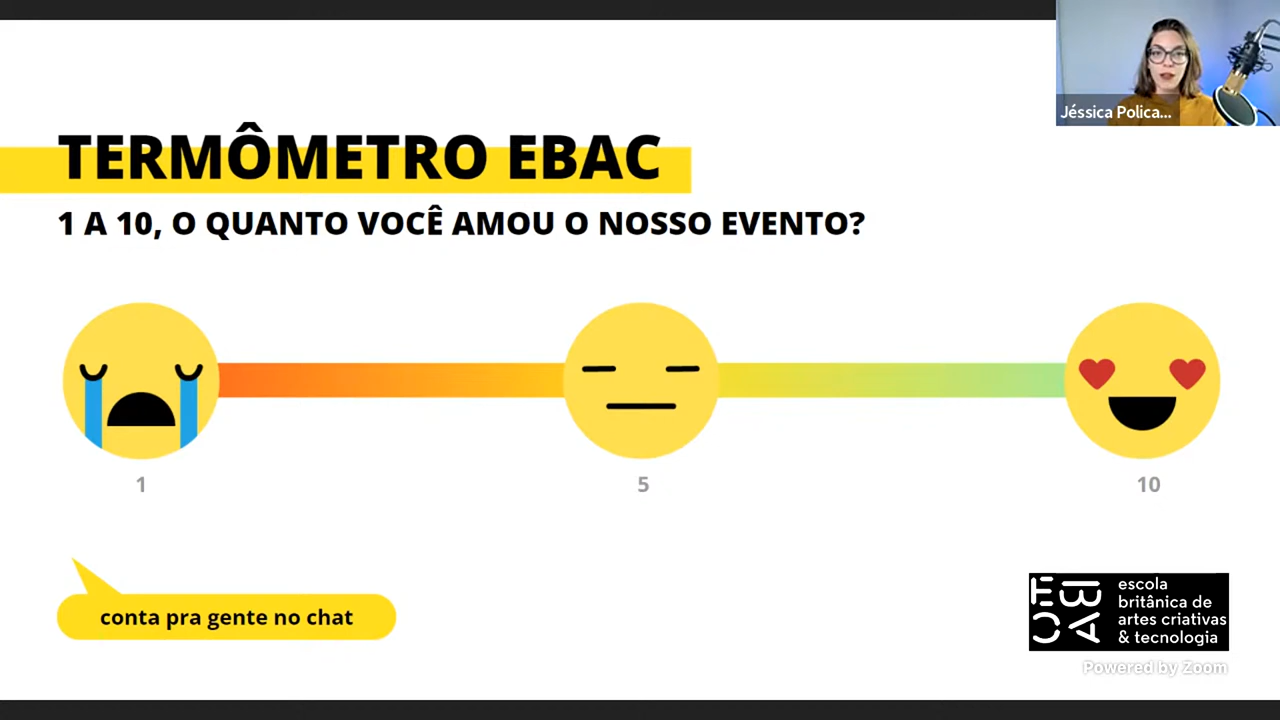 Jéssica Polica...
TERMÔMETRO EBAC
1 A 10, O QUANTO VOCÊ AMOU O NOSSO EVENTO?
1
5
10
conta pra gente no chat
EBAC
escola
britânica de
artes criativas
& tecnologia
Powered by Zoom